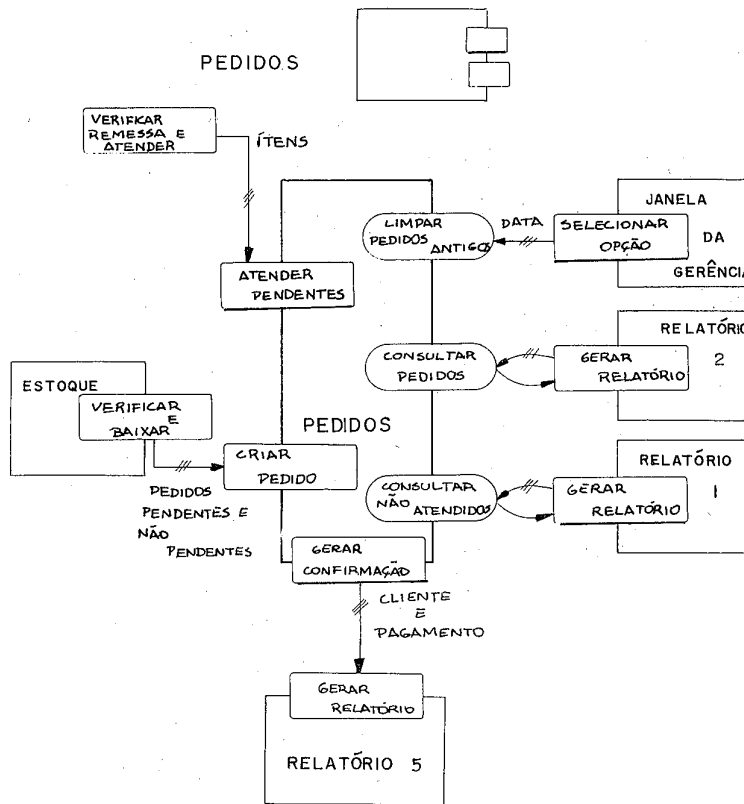 PEDIDOS
VERIFICAR
REMESSA E
ATENDER
ÍTENS
LIMPAR
PEDIDOS
ANTIGOS
DATA
SELECIONAR
OPÇÃO
JANELA
DA
GERÊNCIA
ATENDER
PENDENTES
CONSULTAR
PEDIDOS
GERAR
RELATÓRIO
RELATÓRIO
2
ESTOQUE
VERIFICAR
E
BAIXAR
PEDIDOS
CRIAR
PEDIDO
PEDIDOS
PENDENTES E
NÃO
PENDENTES
CONSULTAR
NÃO
ATENDIDOS
GERAR
RELATÓRIO
RELATÓRIO
1
GERAR
CONFIRMAÇÃO
CLIENTE
E
PAGAMENTO
GERAR
RELATÓRIO
RELATÓRIO 5